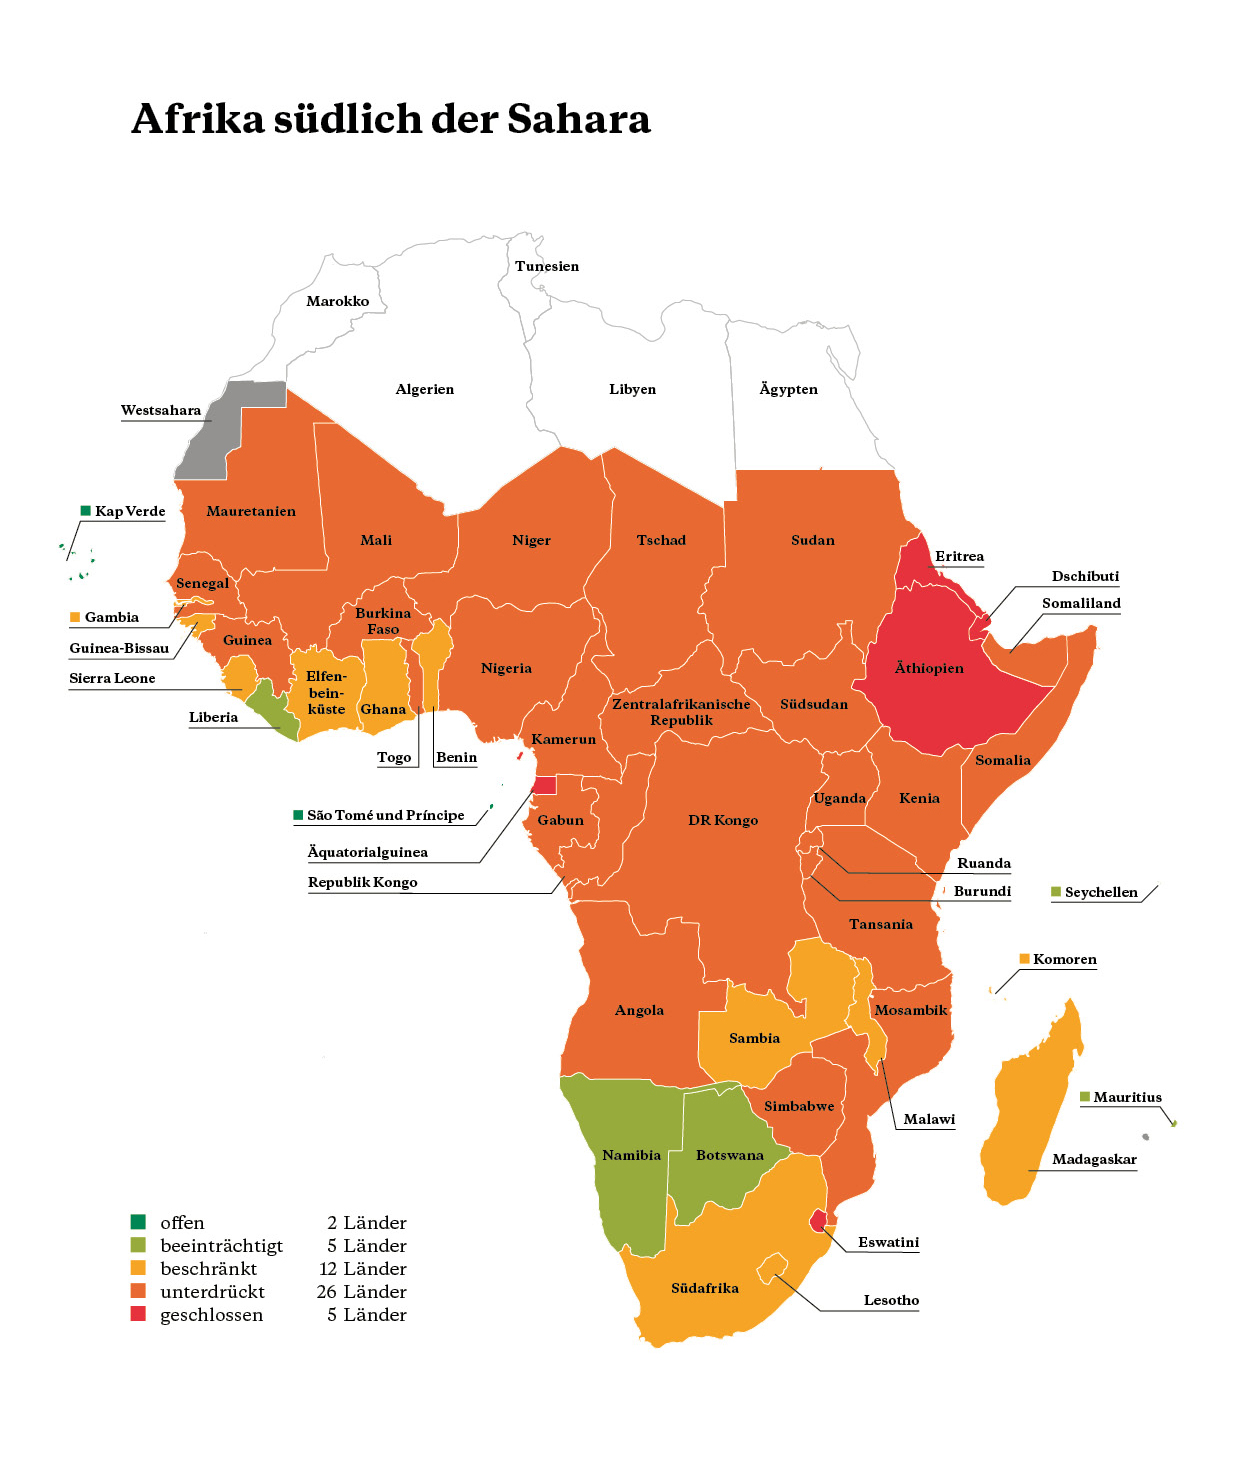 Afrika südlich der Sahara
Tunesien
Marokko
Algerien
Libyen
Ägypten
Westsahara
Kap Verde
Mauretanien
Mali
Niger
Tschad
Sudan
Eritrea
Dschibuti
Somaliland
Senegal
Gambia
Burkina
Faso
Guinea-Bissau
Guinea
Sierra Leone
Elfen-
bein-
küste
Ghana
Nigeria
Äthiopien
Liberia
Zentralafrikanische
Republik
Südsudan
Togo
Benin
Kamerun
Somalia
São Tomé und Príncipe
Gabun
DR Kongo
Uganda
Kenia
Äquatorialguinea
Republik Kongo
Ruanda
Burundi
Seychellen
Tansania
Komoren
Angola
Sambia
Mosambik
Simbabwe
Malawi
Mauritius
Namibia
Botswana
Madagaskar
Eswatini
Südafrika
Lesotho
offen 2 Länder
beeinträchtigt 5 Länder
beschränkt 12 Länder
unterdrückt 26 Länder
geschlossen 5 Länder